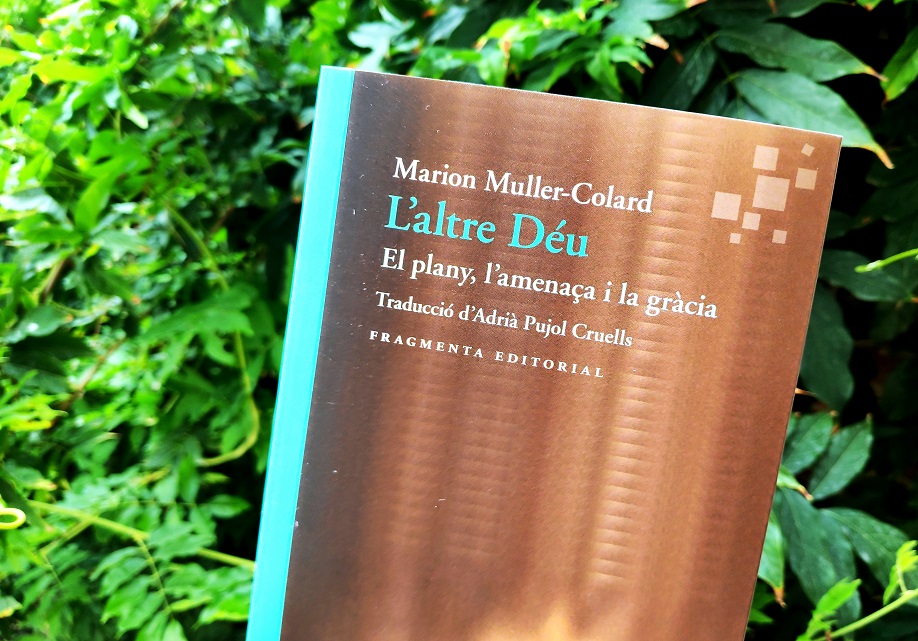 Marion Muller-Colard
L'altre Déu
El plany, l'amenaça i la gràcia
Traducció d'Adrià Pujol Cruells
FRAGMENTA EDITORIAL